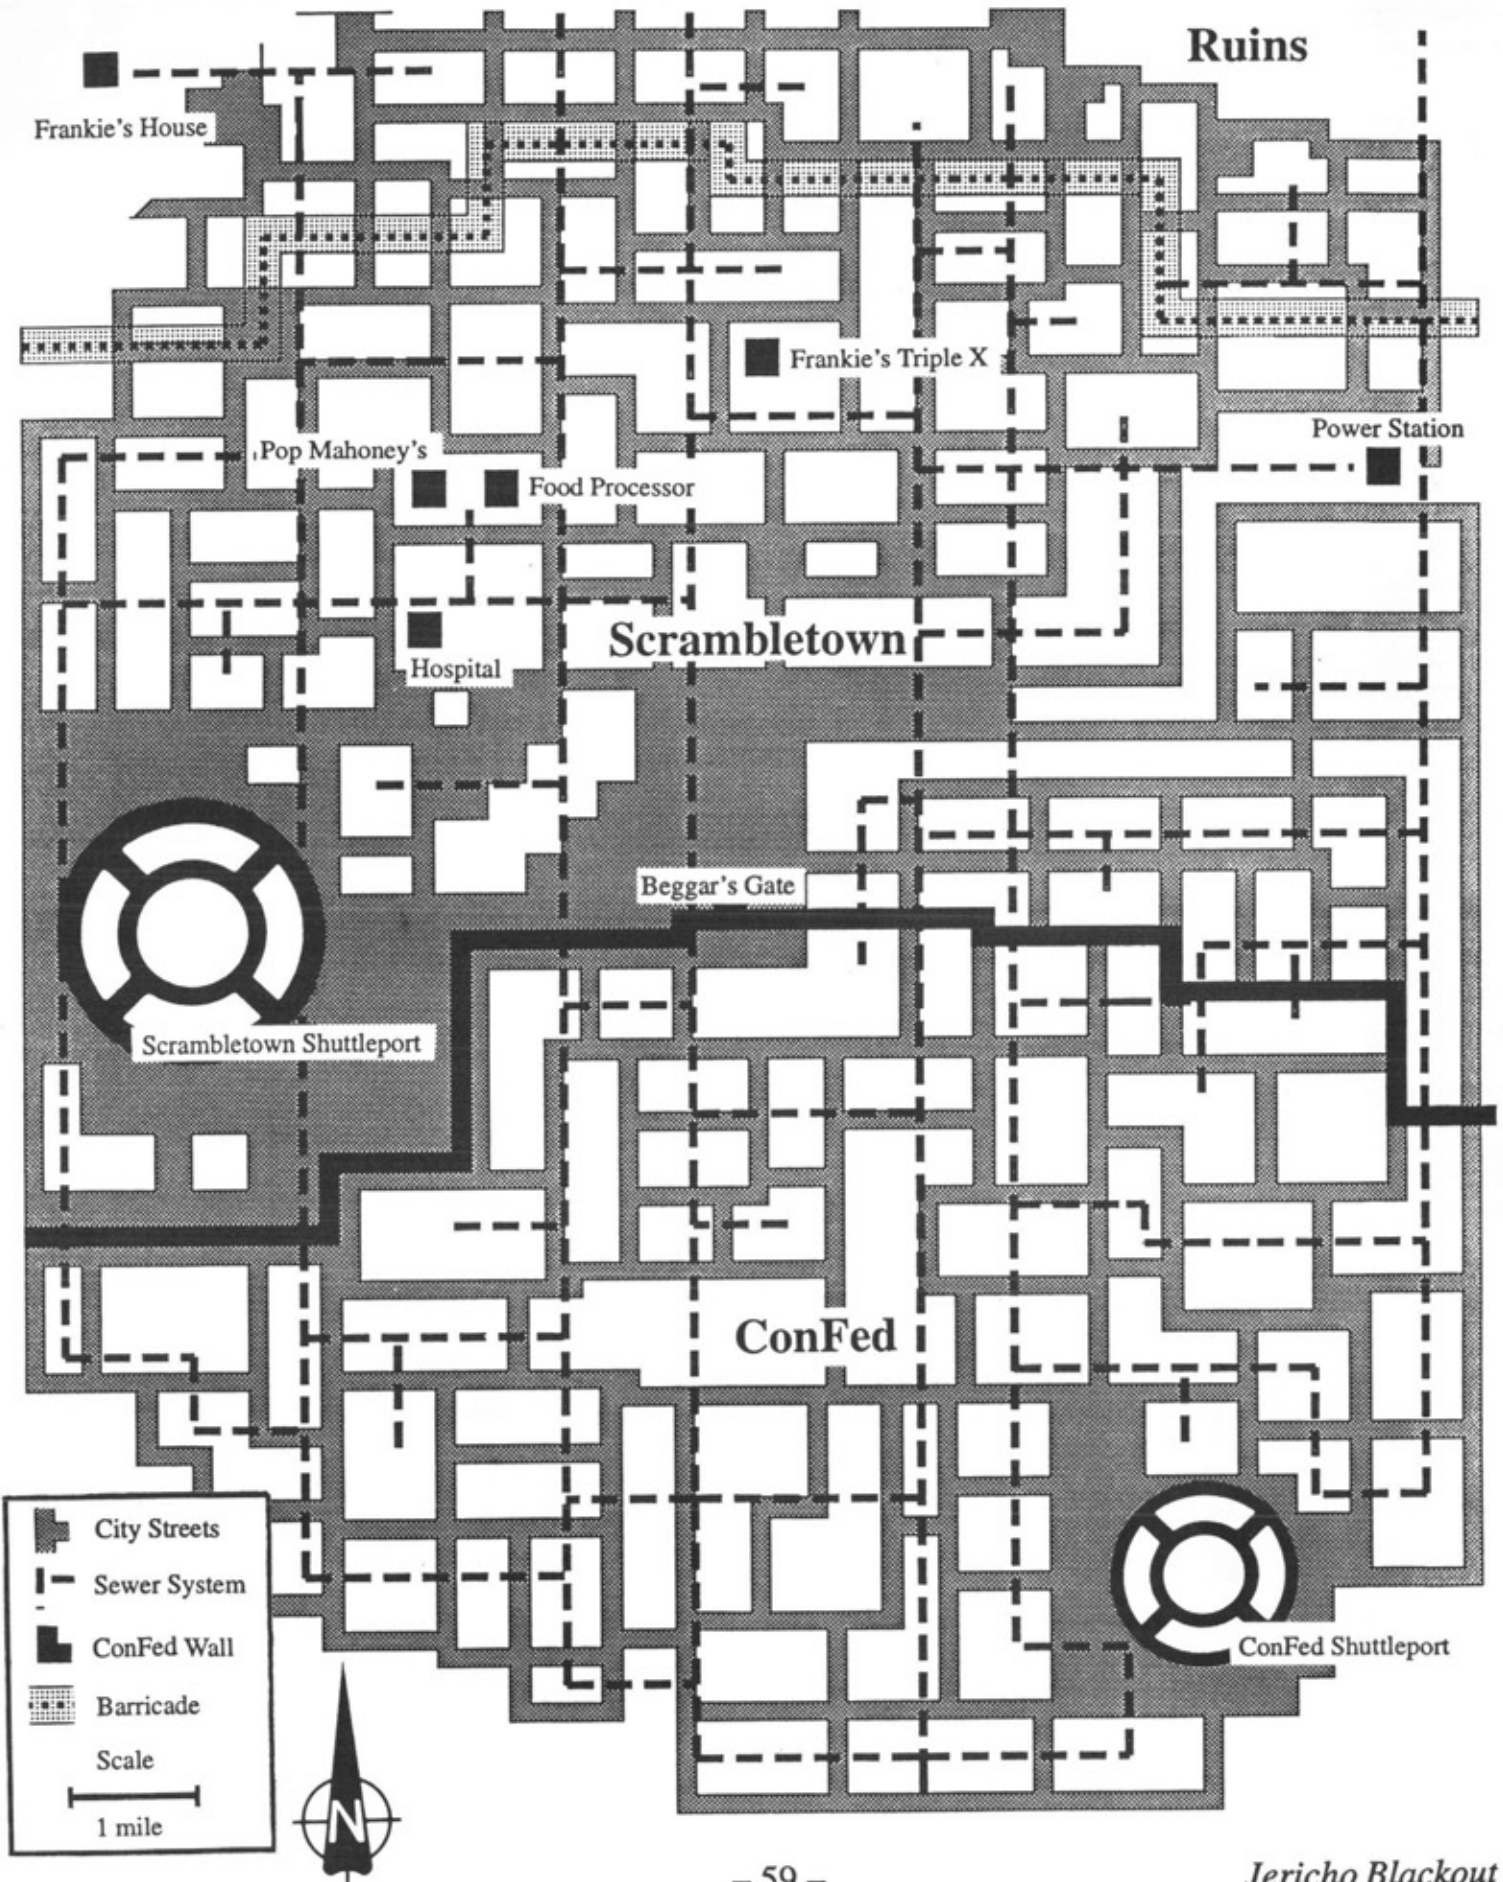 Ruins
Frankie's House
Frankie's Triple X
Power Station
Pop Mahoney's
Food Processor
Scrambletown
Hospital
Beggar's Gate
Scrambletown Shuttleport
ConFed
City Streets
Sewer System
ConFed Wall
Barricade
Scale
1 mile
N
ConFed Shuttleport
– 59 –
Jericho Blackout